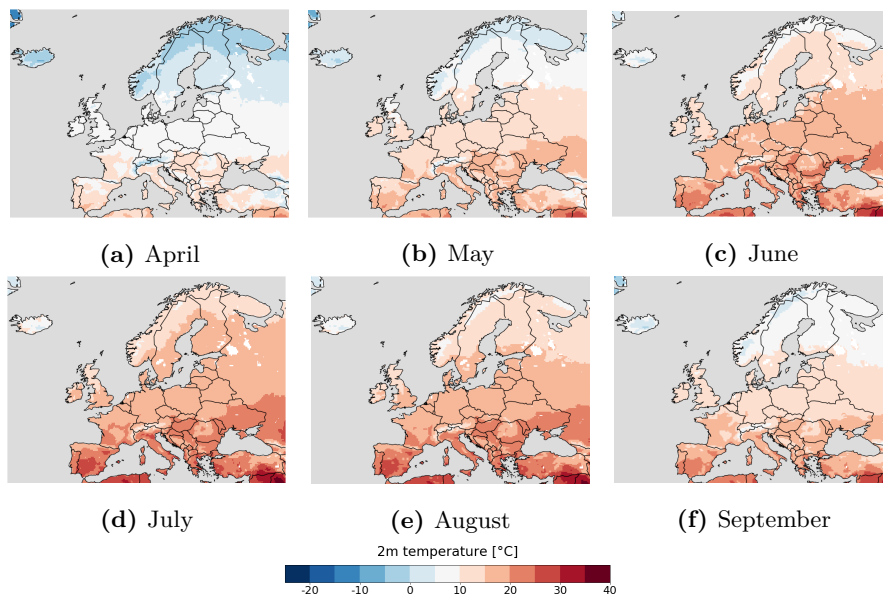 (a) April
(b) May
(c) June
(d) July
(e) August
(f) September
2m temperature [°C]
-20 -10 0 10 20 30 40